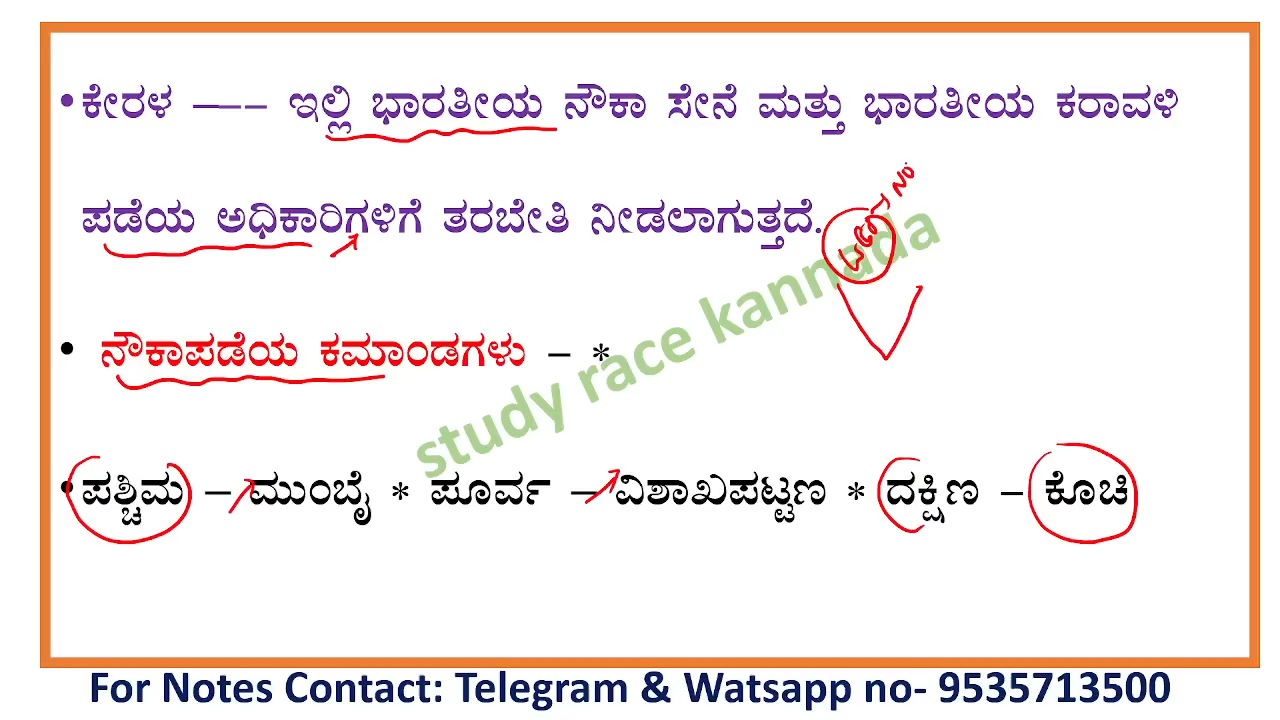 • ಕೇರಳ ––-- ಇಲ್ಲಿ ಭಾರತೀಯ ನೌಕಾ ಸೇನೆ ಮತ್ತು ಭಾರತೀಯ ಕರಾವಳಿ
ಪಡೆಯ ಅಧಿಕಾರಿಗಳಿಗೆ ತರಬೇತಿ ನೀಡಲಾಗುತ್ತದೆ.
No.
• ನೌಕಾಪಡೆಯ ಕಮಾಂಡಗಳು – *
study race kannada
• ಪಶ್ಚಿಮ – ಮುಂಬೈ * ಪೂರ್ವ – ವಿಶಾಖಪಟ್ಟಣ * ದಕ್ಷಿಣ – ಕೊಚಿ
For Notes Contact: Telegram & Watsapp no- 9535713500